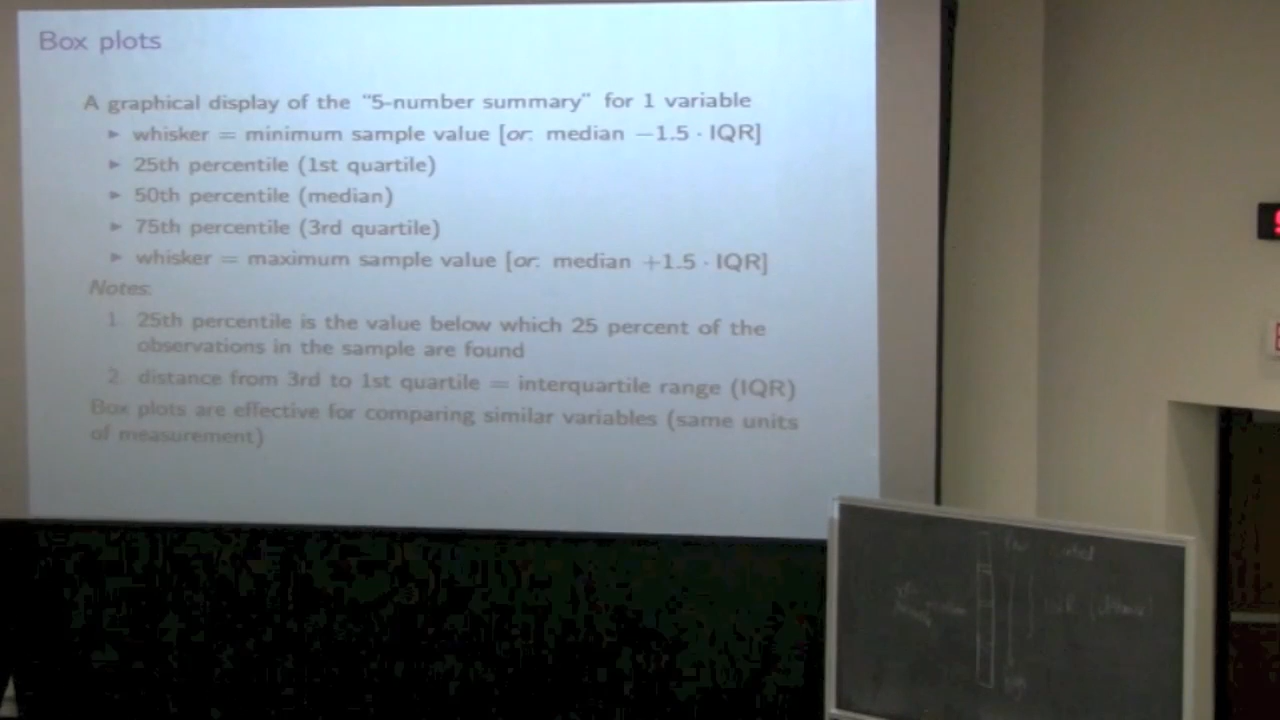 Box plots
A graphical display of the "5-number summary" for 1 variable
► whisker = minimum sample value [or: median −1.5 · IQR]
► 25th percentile (1st quartile)
► 50th percentile (median)
► 75th percentile (3rd quartile)
► whisker = maximum sample value [or: median +1.5 · IQR]
Notes:
1. 25th percentile is the value below which 25 percent of the
observations in the sample are found
2. distance from 3rd to 1st quartile = interquartile range (IQR)
Box plots are effective for comparing similar variables (same units
of measurement)